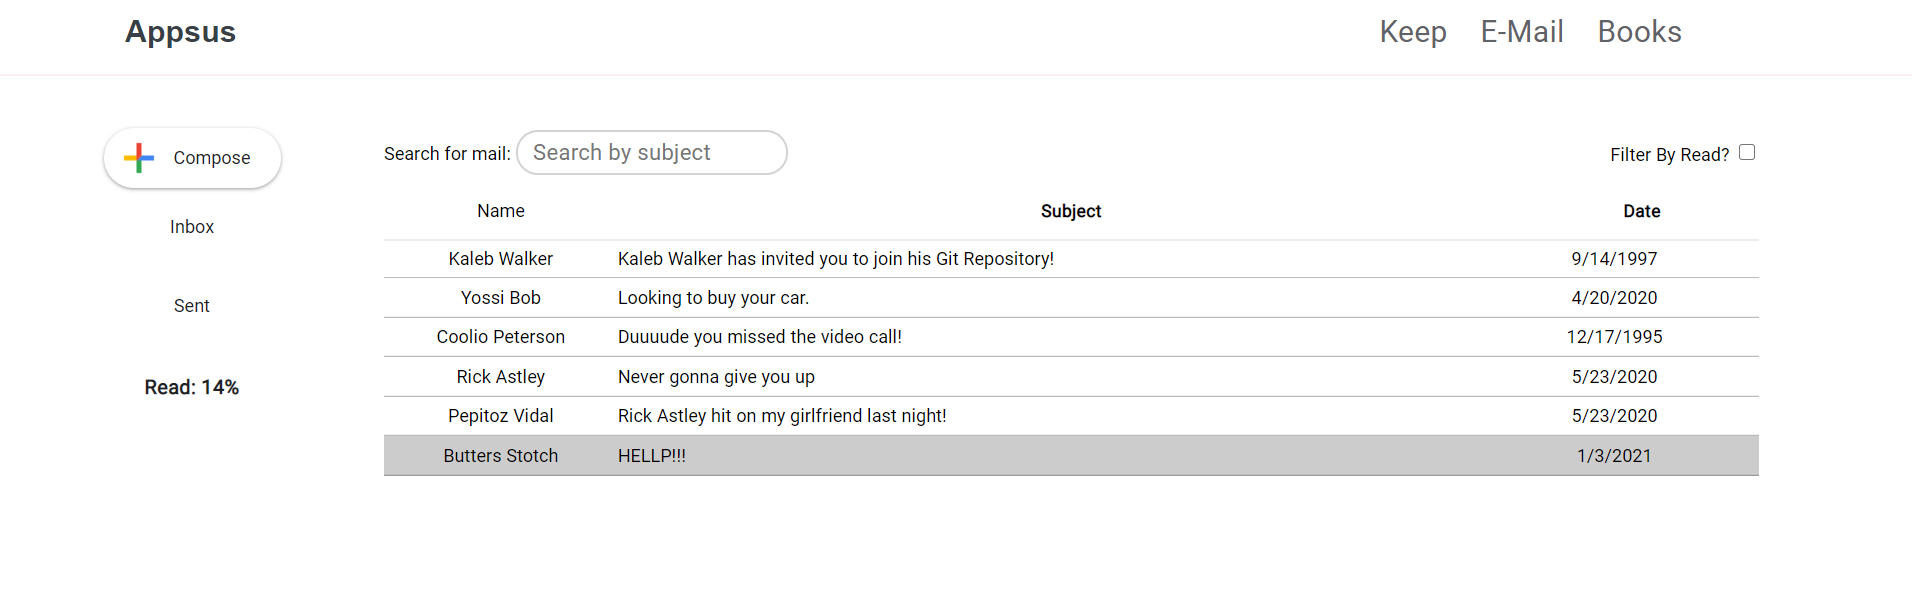 Appsus Keep E-Mail Books
Compose
Search for mail: Search by subject Filter By Read?
Name Subject Date
Inbox
Kaleb Walker Kaleb Walker has invited you to join his Git Repository! 9/14/1997
Yossi Bob Looking to buy your car. 4/20/2020
Sent
Coolio Peterson Duuuude you missed the video call! 12/17/1995
Rick Astley Never gonna give you up 5/23/2020
Read: 14%
Pepitoz Vidal Rick Astley hit on my girlfriend last night! 5/23/2020
Butters Stotch HELLP!!! 1/3/2021